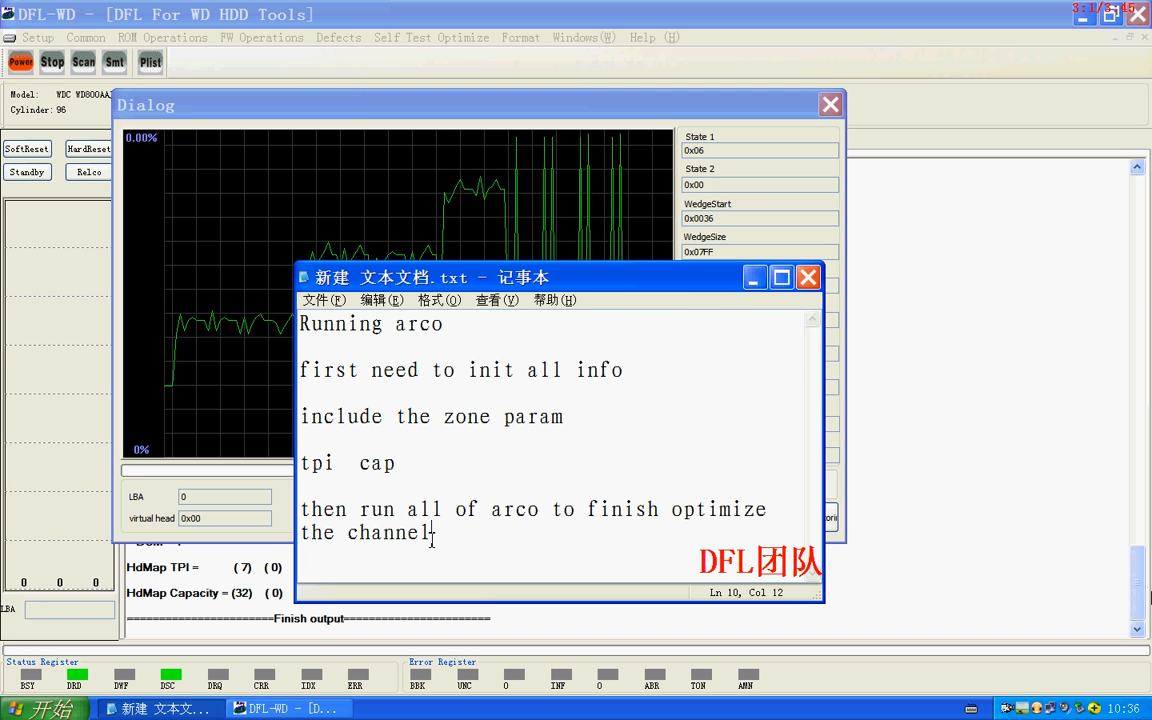 DFL-WD - [DFL For WD HDD Tools]
Setup Common ROM Operations FW Operations Defects Self Test Optimize Format Windows(W) Help (H)
Power Stop Scan Smt Plist
Model: WDC WD800AA
Cylinder: 96
Dialog
SoftReset HardReset
Standby Relco
0.00%
0%
State 1
0x06
State 2
0x00
WedgeStart
0x0036
WedgeSize
0x07FF
LBA 0
virtual head 0x00
新建 文本文档.txt - 记事本
文件(F) 编辑(E) 格式(O) 查看(V) 帮助(H)
Running arco
first need to init all info
include the zone param
tpi cap
then run all of arco to finish optimize
the channel
DFL团队
Ln 10, Col 12
HdMap TPI = ( 7) ( 0)
HdMap Capacity = (32) ( 0)
=======================Finish output=======================
0 0 0
LBA
Status Register
BSY DRD DWF DSC DRQ CRR IDX ERR
Error Register
BBK UNC 0 INF 0 ABR TON AMN
开始 新建 文本文... DFL-WD - [D... 10:36